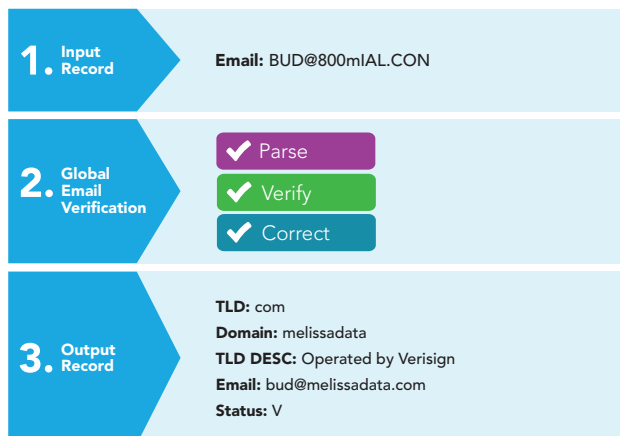 1. Input
Record
Email: BUD@800mIAL.CON
2. Global
Email
Verification
Parse
Verify
Correct
3. Output
Record
TLD: com
Domain: melissadata
TLD DESC: Operated by Verisign
Email: bud@melissadata.com
Status: V